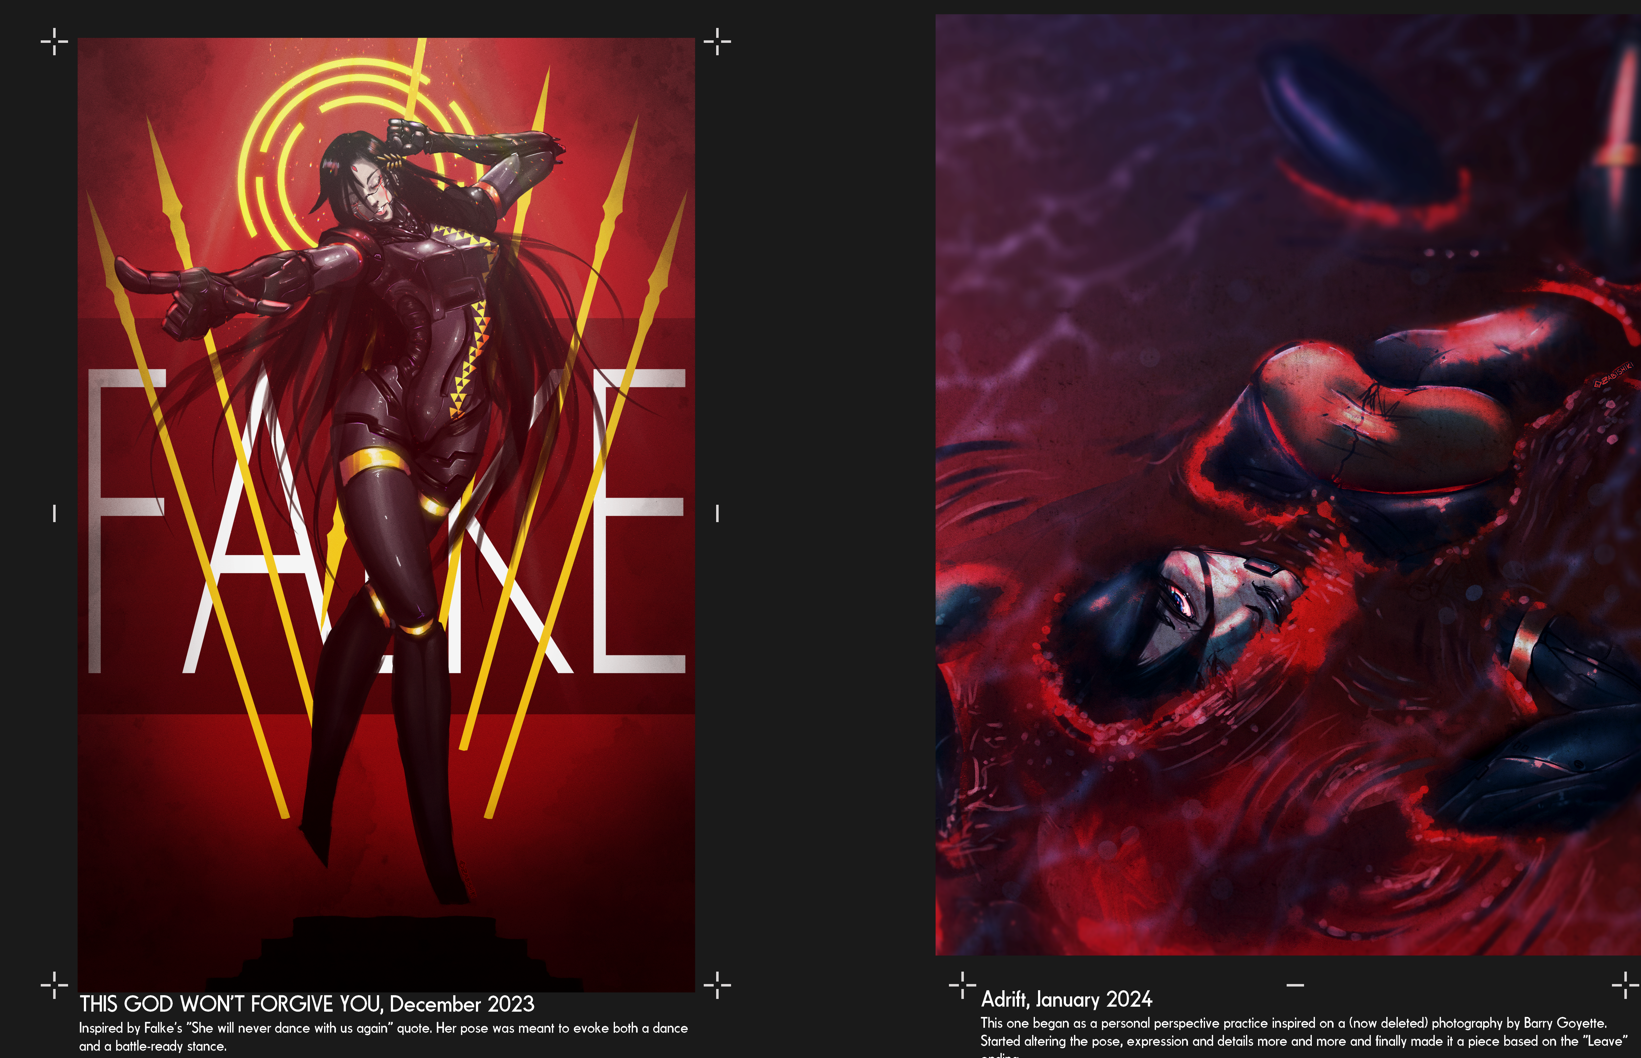 FALKE
THIS GOD WON'T FORGIVE YOU, December 2023
Inspired by Falke's "She will never dance with us again" quote. Her pose was meant to evoke both a dance
and a battle-ready stance.
Adrift, January 2024
This one began as a personal perspective practice inspired on a (now deleted) photography by Barry Goyette.
Started altering the pose, expression and details more and more and finally made it a piece based on the "Leave"